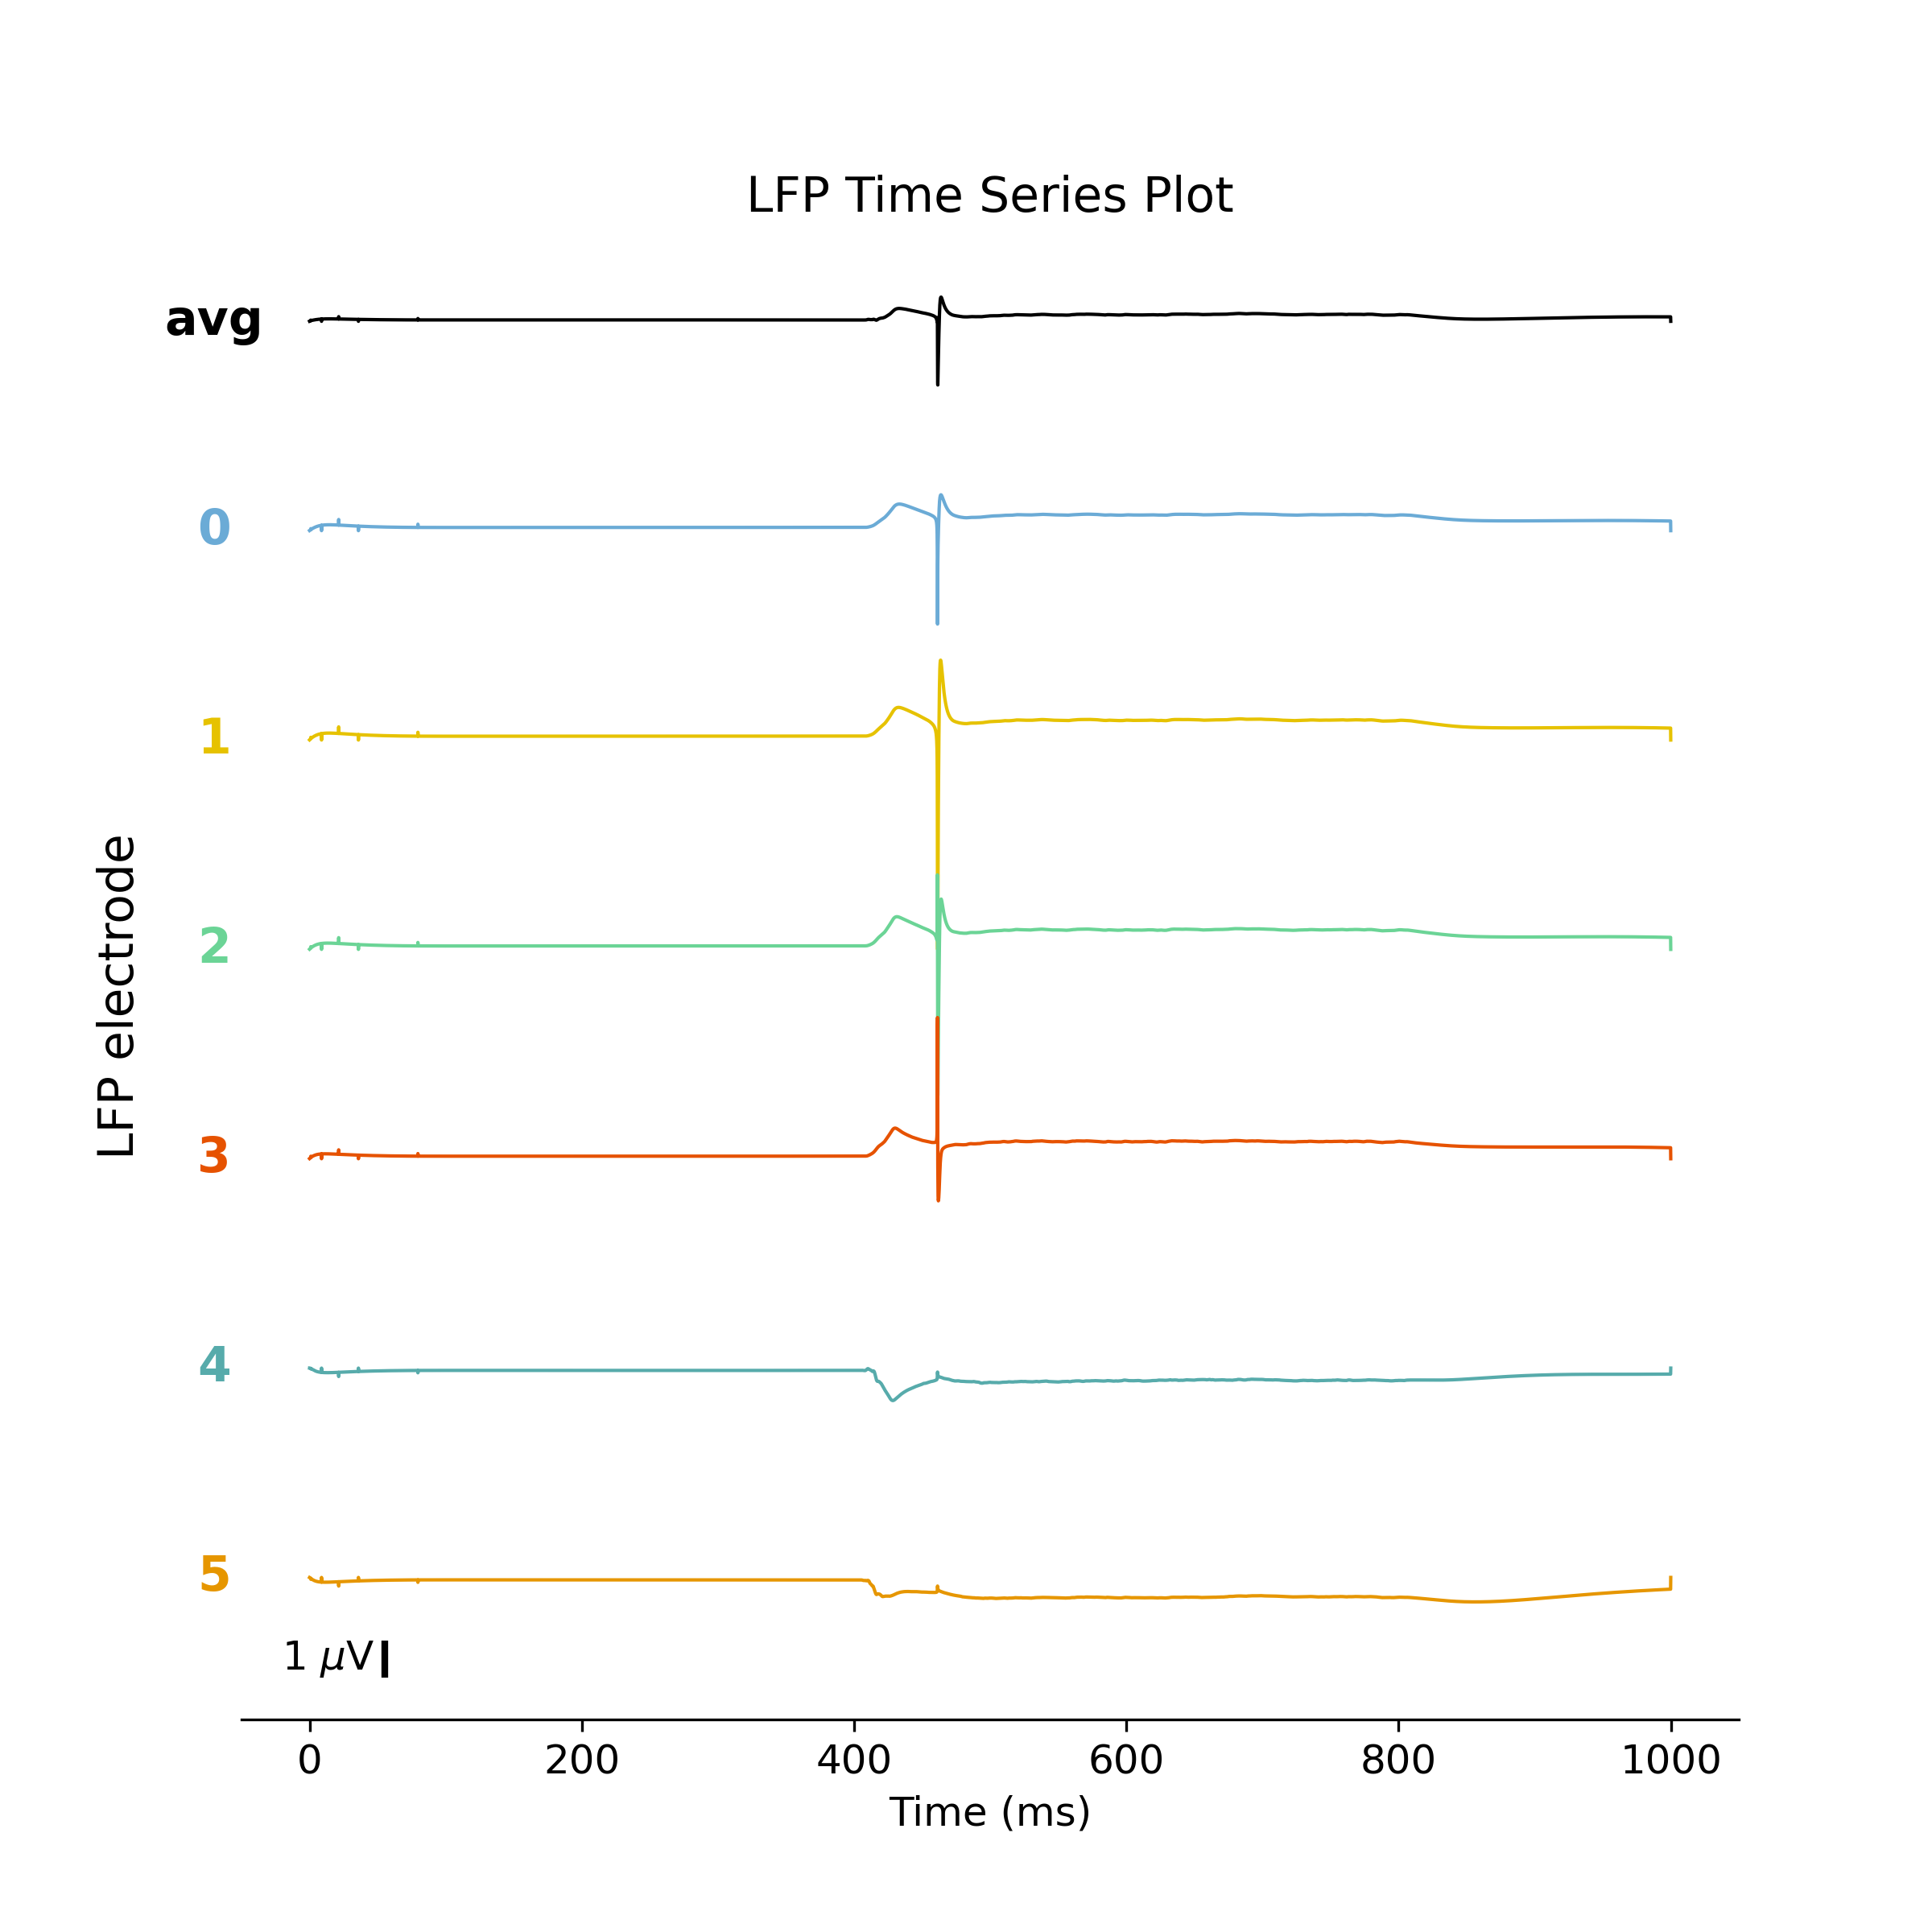 LFP Time Series Plot
avg
0
1
2
3
4
5
LFP electrode
1 μV
0 200 400 600 800 1000
Time (ms)